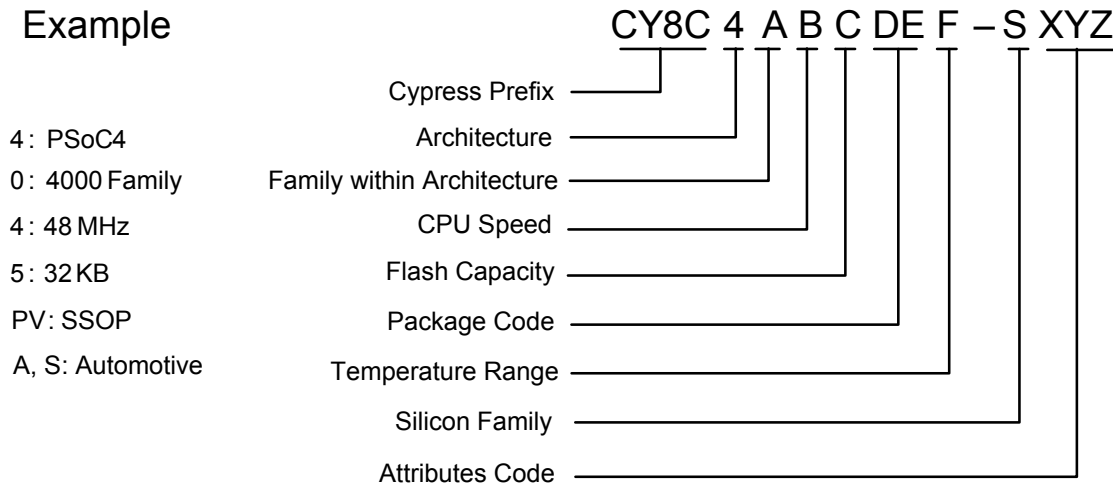 Example CY8C 4 A B C DE F – S XYZ
Cypress Prefix
4: PSoC4 Architecture
0: 4000 Family Family within Architecture
4: 48 MHz CPU Speed
5: 32 KB Flash Capacity
PV: SSOP Package Code
A, S: Automotive Temperature Range
Silicon Family
Attributes Code